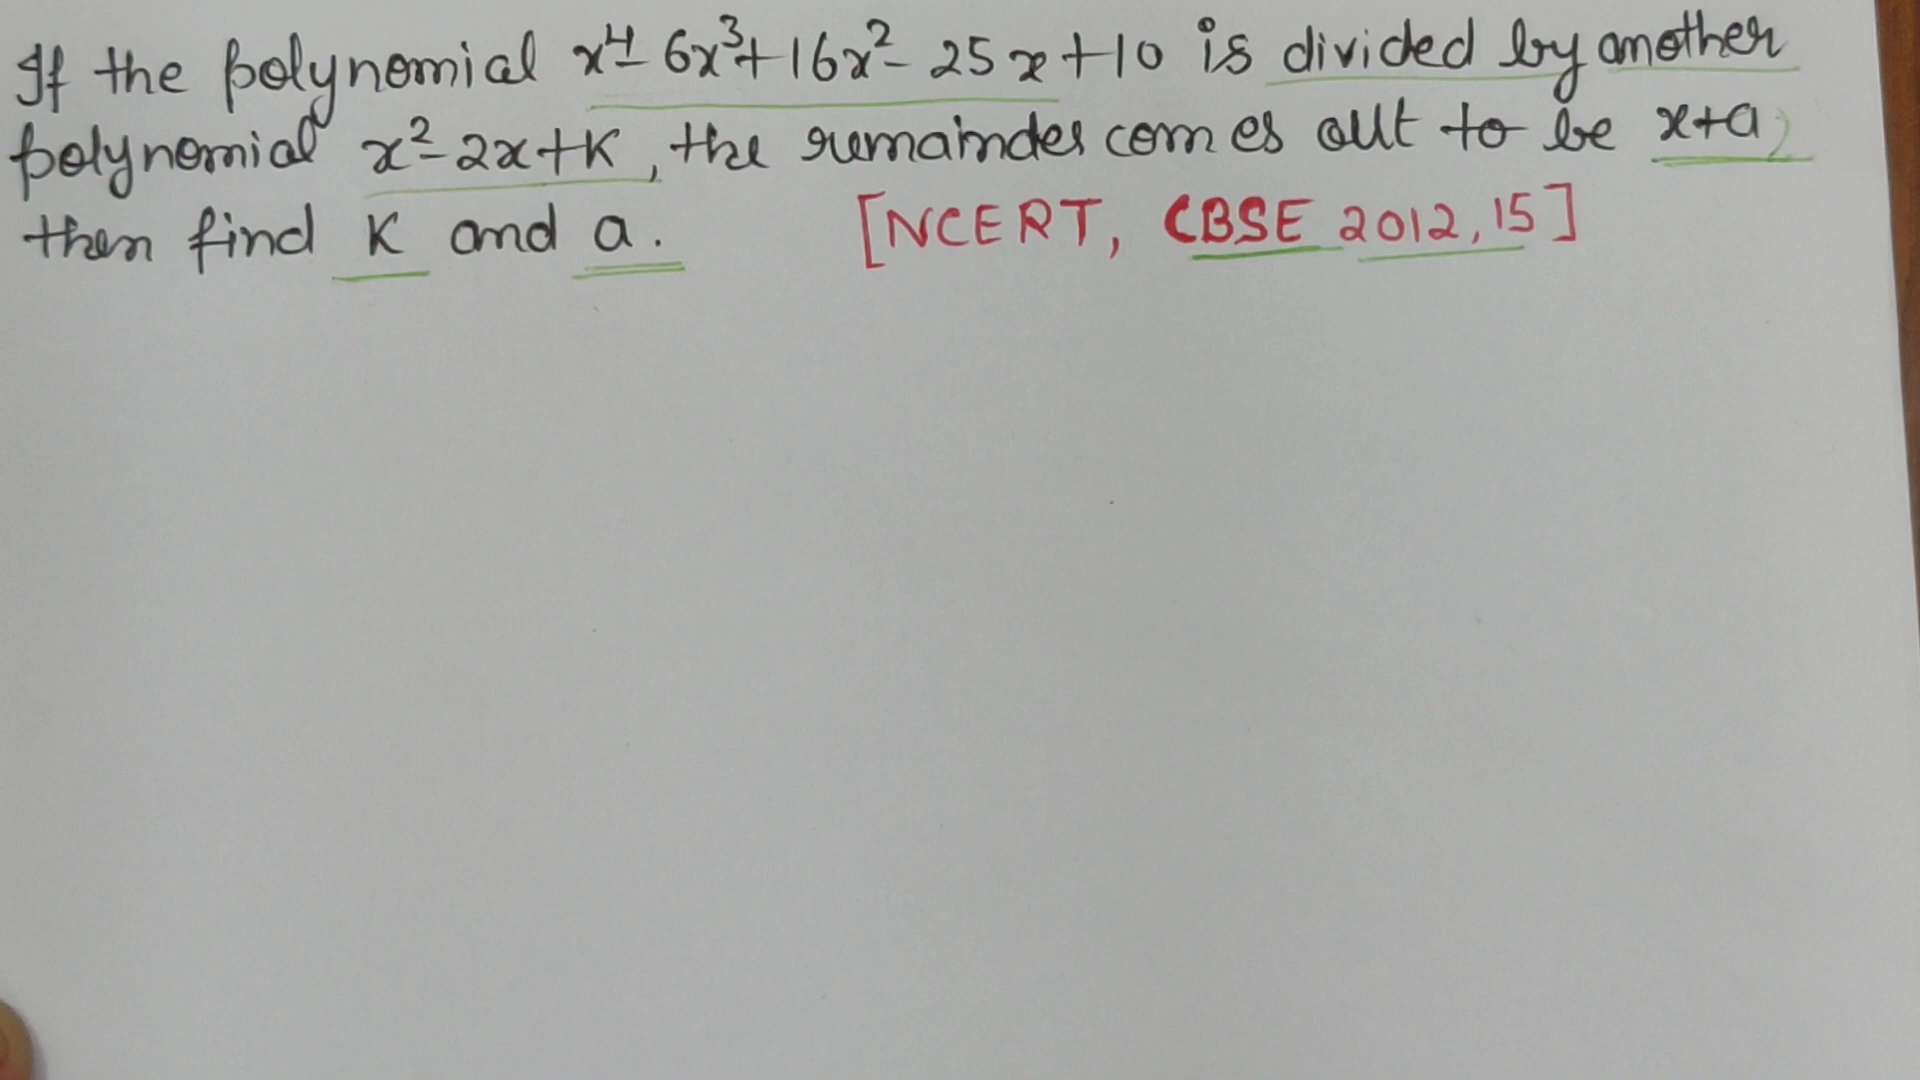 If the polynomial x⁴- 6x³+16x²- 25x+10 is divided by another
polynomial x²-2x+K, the remainder comes out to be x+a,
then find K and a. [NCERT, CBSE 2012,15]